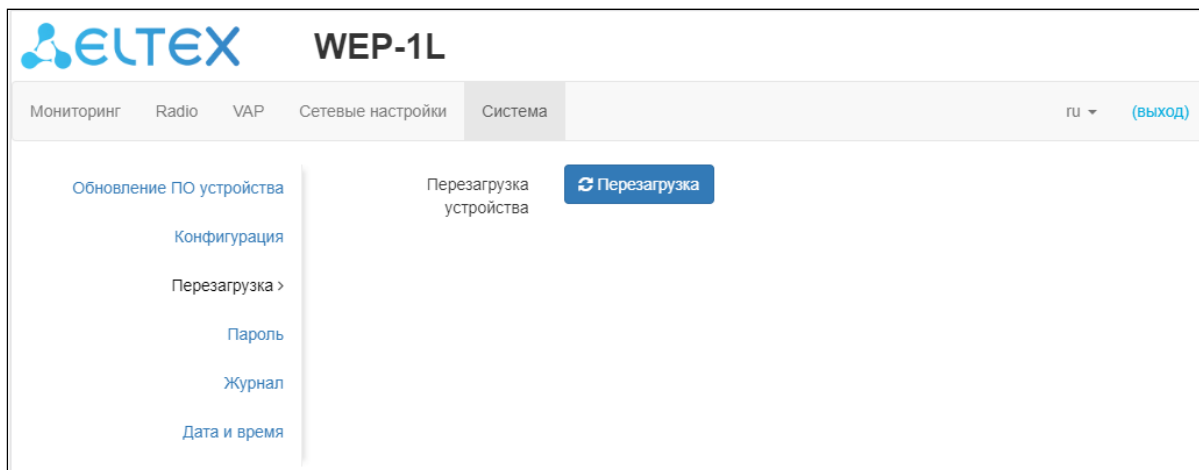 ELTEX WEP-1L
Мониторинг Radio VAP Сетевые настройки Система ru (выход)
Обновление ПО устройства
Конфигурация
Перезагрузка >
Пароль
Журнал
Дата и время
Перезагрузка
устройства
Перезагрузка